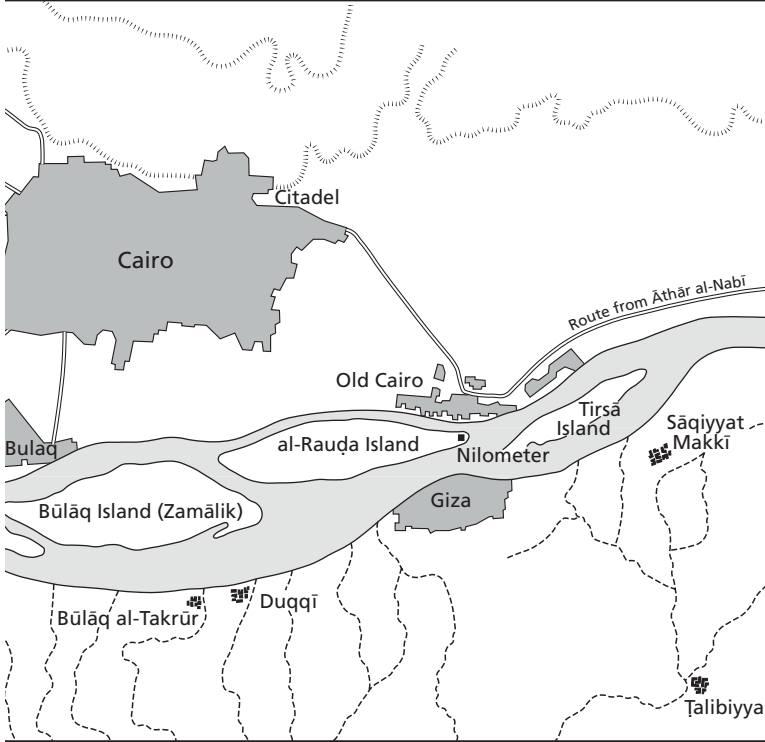 Citadel
Cairo
Route from Āthār al-Nabī
Old Cairo
Tirsā
Island
Sāqiyyat
Makkī
Bulaq
al-Rauḍa Island
Nilometer
Giza
Būlāq Island (Zamālik)
Duqqī
Būlāq al-Takrūr
Ṭalibiyya